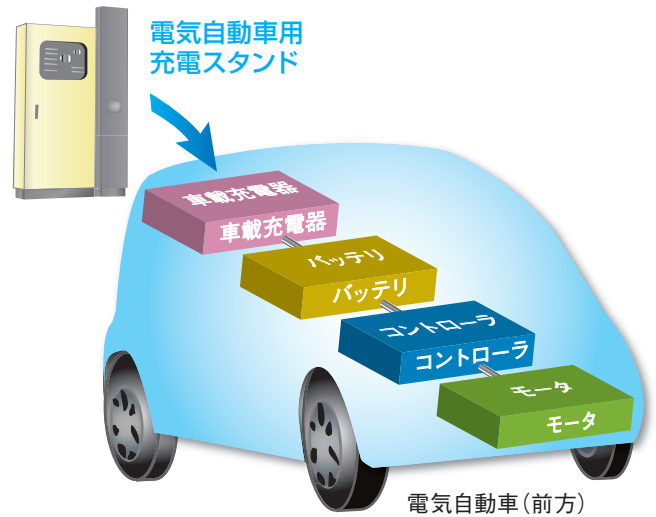 電気自動車用
充電スタンド
車載充電器
車載充電器
バッテリ
バッテリ
コントローラ
コントローラ
モータ
モータ
電気自動車（前方）